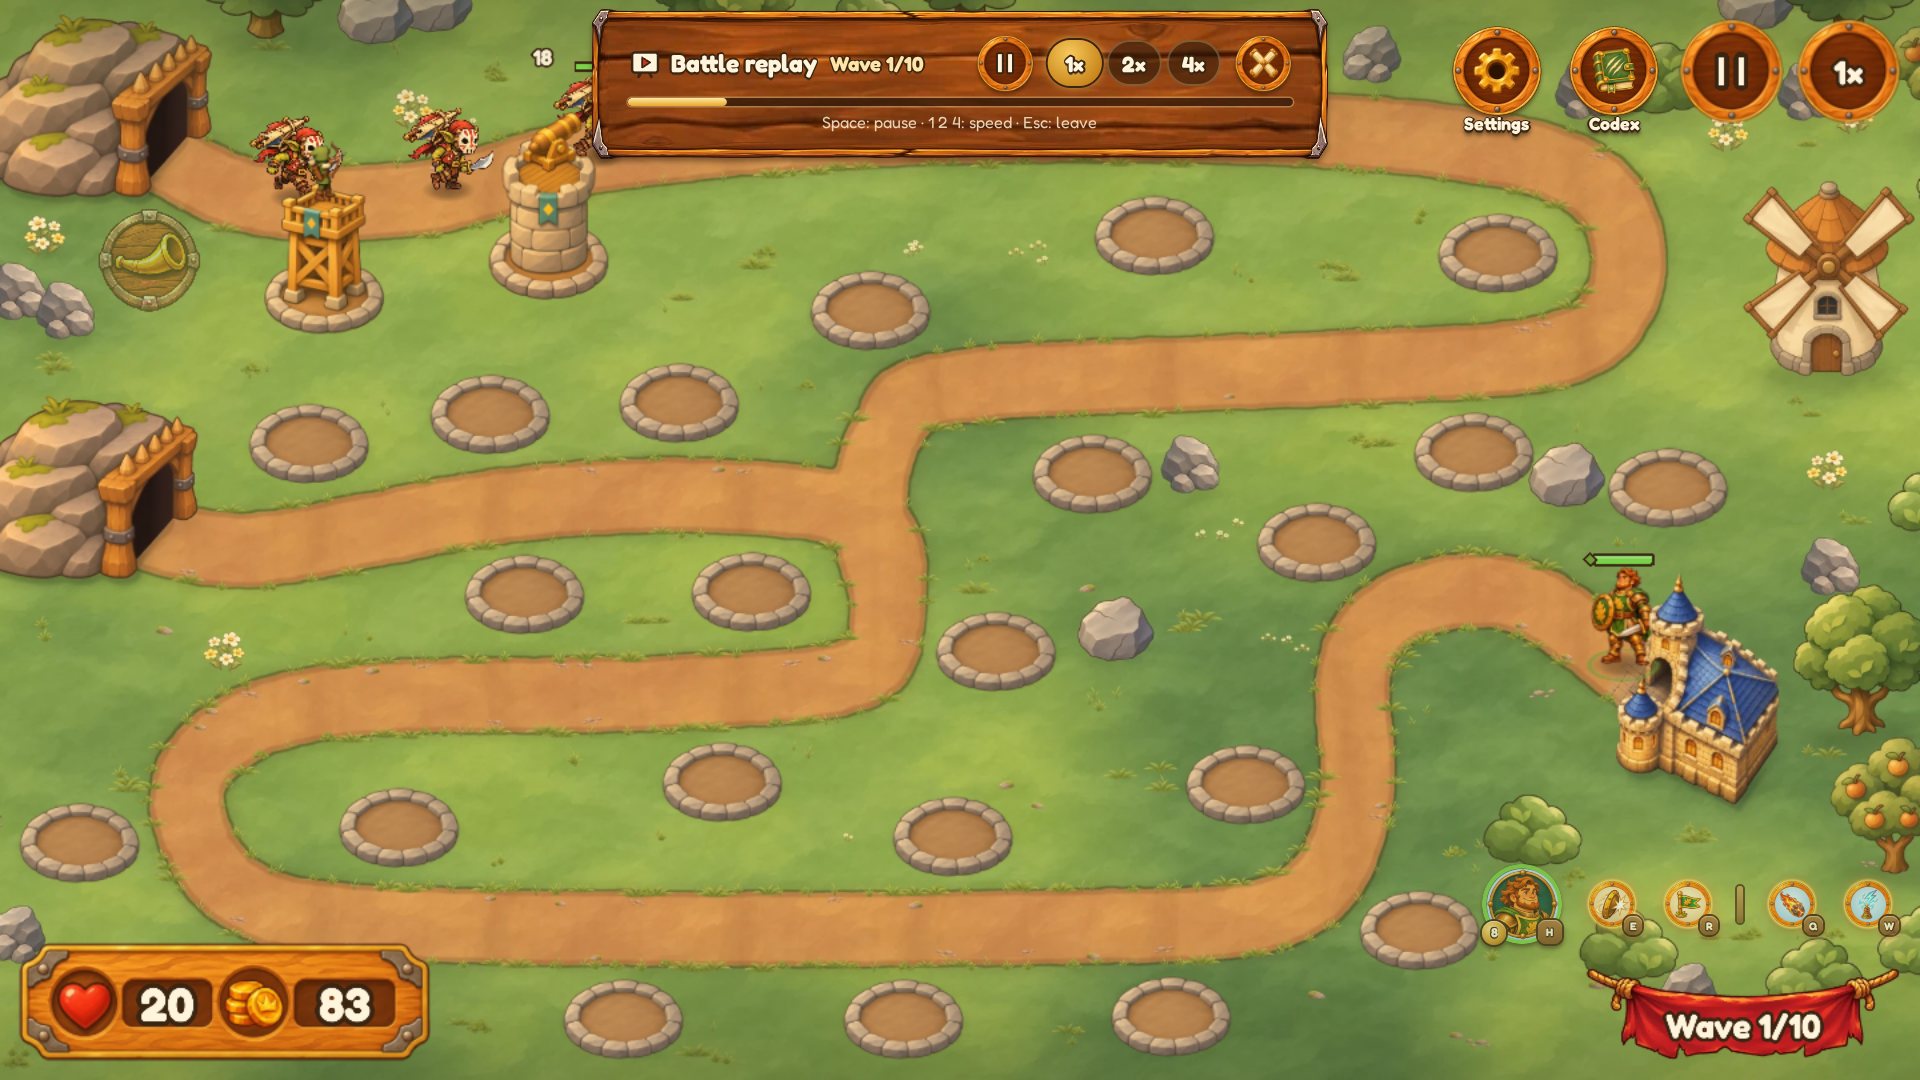 18
Battle replay Wave 1/10
1x 2x 4x
Space: pause · 1 2 4: speed · Esc: leave
Settings
Codex
1x
8 H
E
R
Q
W
20
83
Wave 1/10